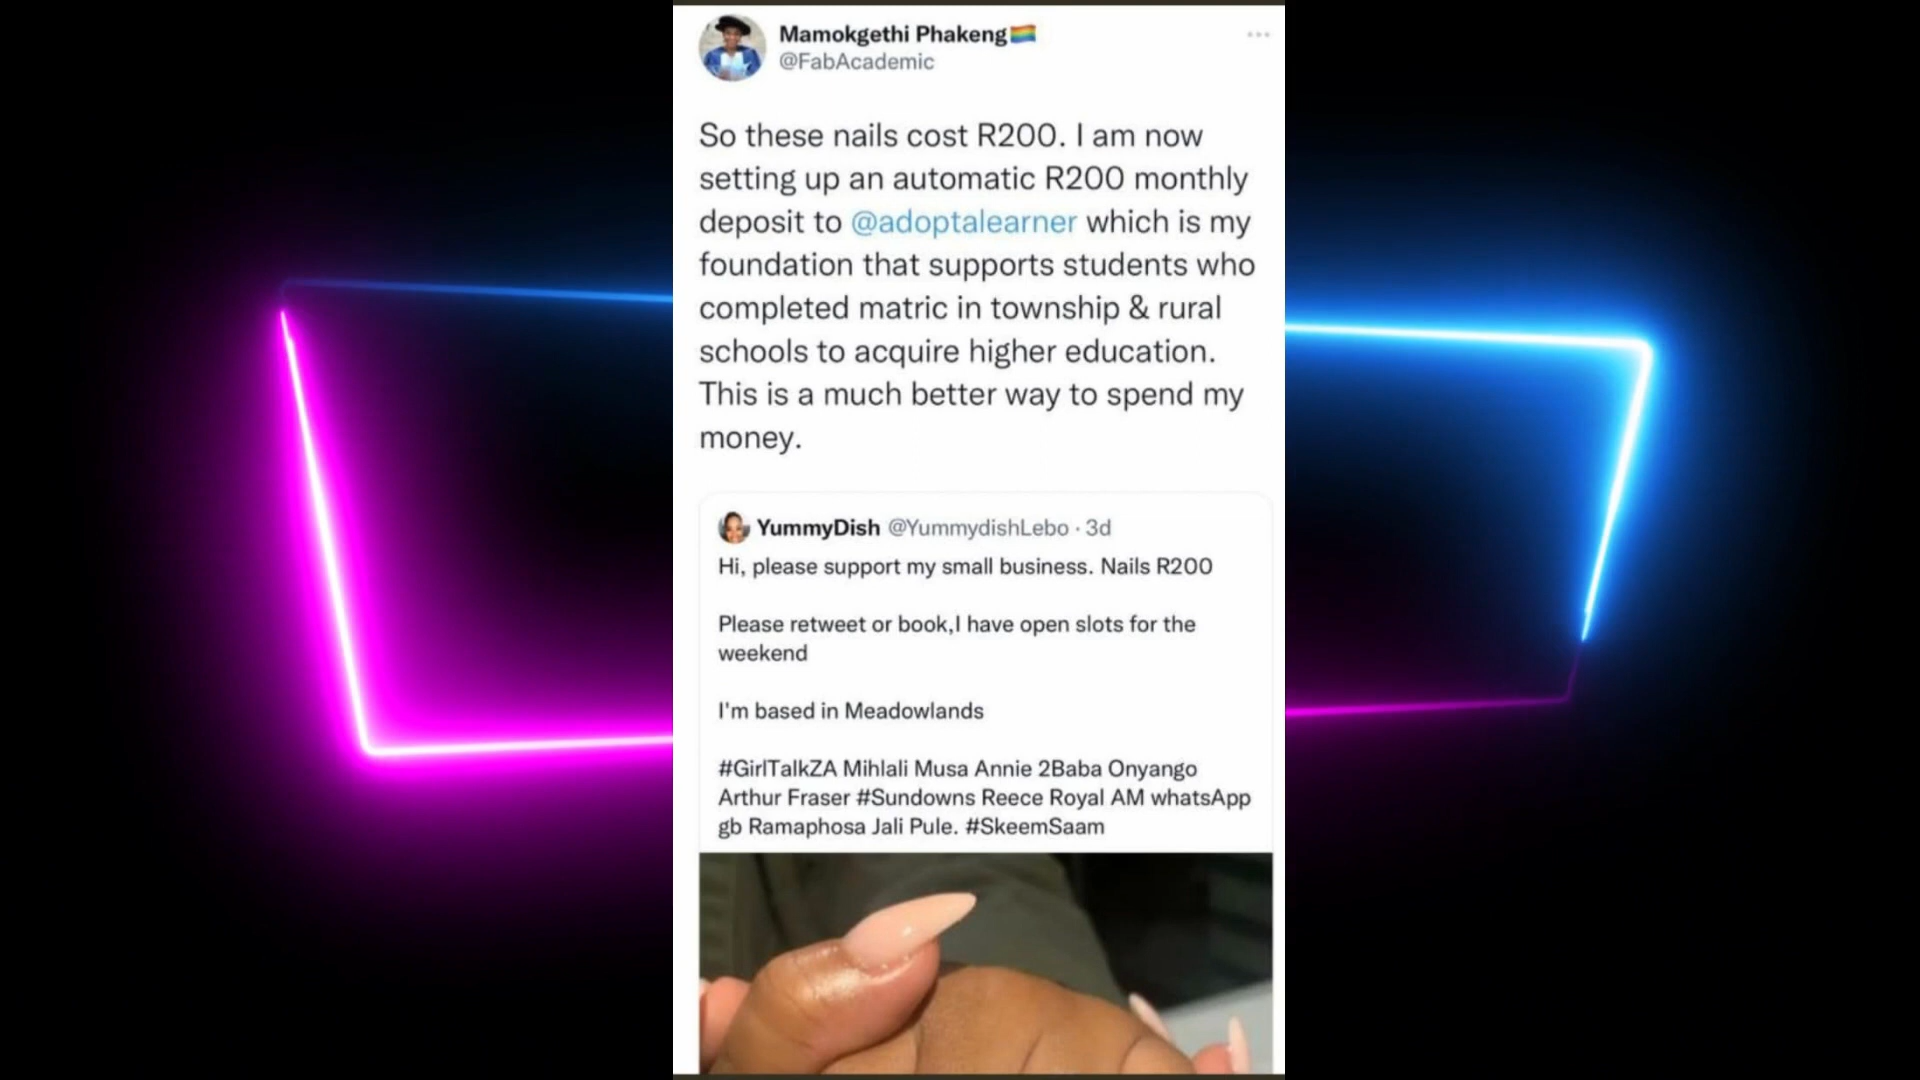 Mamokgethi Phakeng🏳️‍🌈
@FabAcademic
So these nails cost R200. I am now
setting up an automatic R200 monthly
deposit to @adoptalearner which is my
foundation that supports students who
completed matric in township & rural
schools to acquire higher education.
This is a much better way to spend my
money.
YummyDish @YummydishLebo · 3d
Hi, please support my small business. Nails R200
Please retweet or book,I have open slots for the
weekend
I'm based in Meadowlands
#GirlTalkZA Mihlali Musa Annie 2Baba Onyango
Arthur Fraser #Sundowns Reece Royal AM whatsApp
gb Ramaphosa Jali Pule. #SkeemSaam